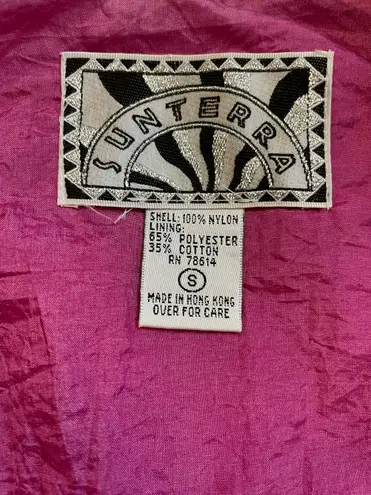 SUNTERRA
SHELL: 100% NYLON
LINING:
65% POLYESTER
35% COTTON
RN 78614
S
MADE IN HONG KONG
OVER FOR CARE